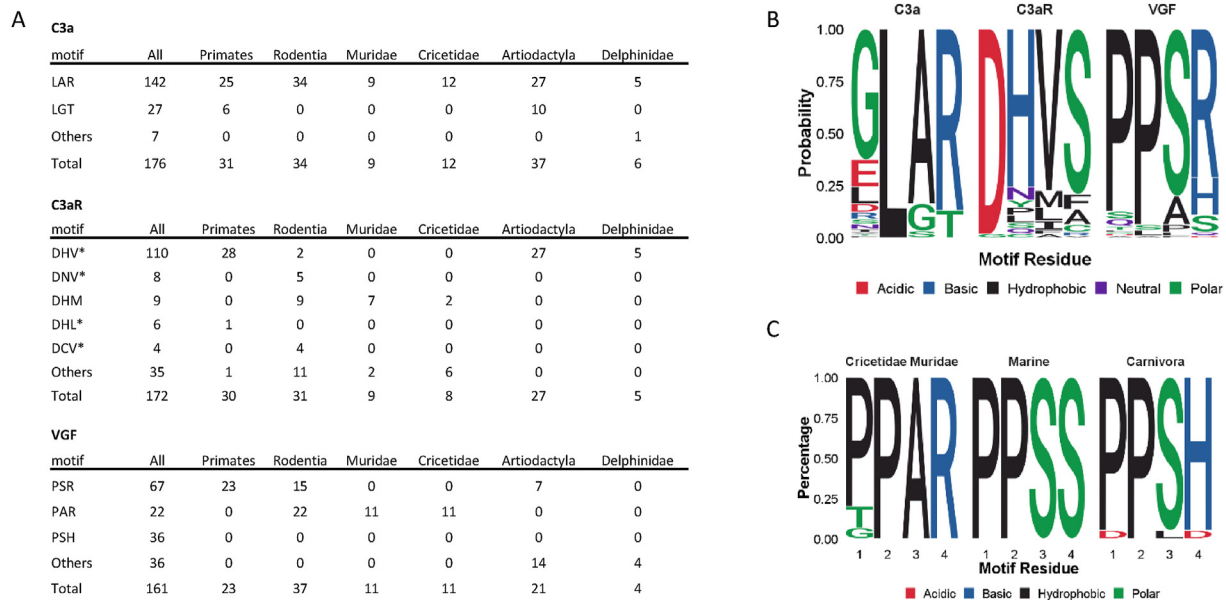 A
C3a
motif All Primates Rodentia Muridae Cricetidae Artiodactyla Delphinidae
LAR 142 25 34 9 12 27 5
LGT 27 6 0 0 0 10 0
Others 7 0 0 0 0 0 1
Total 176 31 34 9 12 37 6
C3aR
motif All Primates Rodentia Muridae Cricetidae Artiodactyla Delphinidae
DHV* 110 28 2 0 0 27 5
DNV* 8 0 5 0 0 0 0
DHM 9 0 9 7 2 0 0
DHL* 6 1 0 0 0 0 0
DCV* 4 0 4 0 0 0 0
Others 35 1 11 2 6 0 0
Total 172 30 31 9 8 27 5
VGF
motif All Primates Rodentia Muridae Cricetidae Artiodactyla Delphinidae
PSR 67 23 15 0 0 7 0
PAR 22 0 22 11 11 0 0
PSH 36 0 0 0 0 0 0
Others 36 0 0 0 0 14 4
Total 161 23 37 11 11 21 4
B
C3a C3aR VGF
Probability
1.00
0.75
0.50
0.25
0.00
G L A R D H V S P P S R
E N M F A H
L Y
D G T P L A S
Motif Residue
Acidic Basic Hydrophobic Neutral Polar
C
Cricetidae Muridae Marine Carnivora
Percentage
1.00
0.75
0.50
0.25
0.00
P P A R P P S S P P S H
T
G D L D
1 2 3 4 1 2 3 4 1 2 3 4
Motif Residue
Acidic Basic Hydrophobic Polar